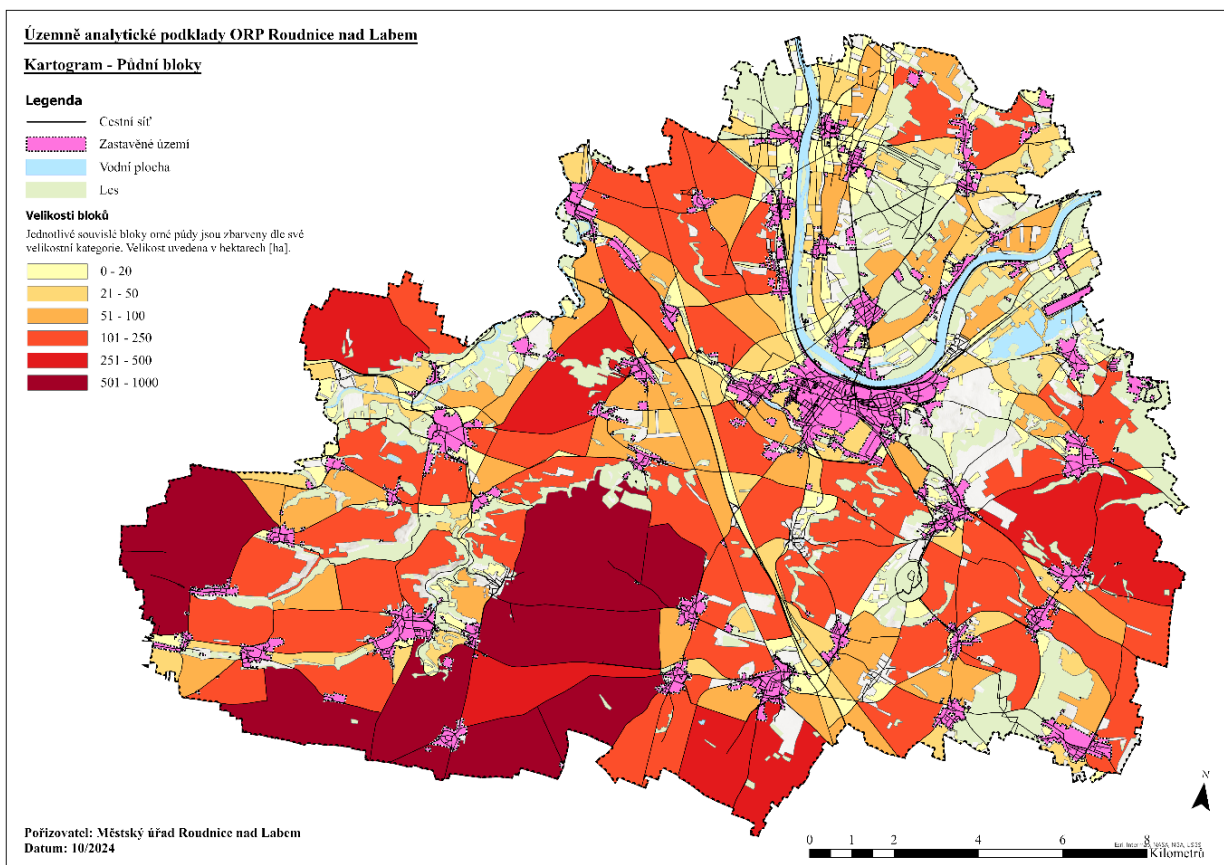 Územně analytické podklady ORP Roudnice nad Labem
Kartogram - Půdní bloky
Legenda
Cestní síť
Zastavěné území
Vodní plocha
Les
Velikosti bloků
Jednotlivé souvislé bloky orné půdy jsou zbarveny dle své
velikostní kategorie. Velikost uvedena v hektarech [ha].
0 - 20
21 - 50
51 - 100
101 - 250
251 - 500
501 - 1000
N
Pořizovatel: Městský úřad Roudnice nad Labem
Datum: 10/2024
0 1 2 4 6 8
Kilometrů
NASA, NGA, USGS